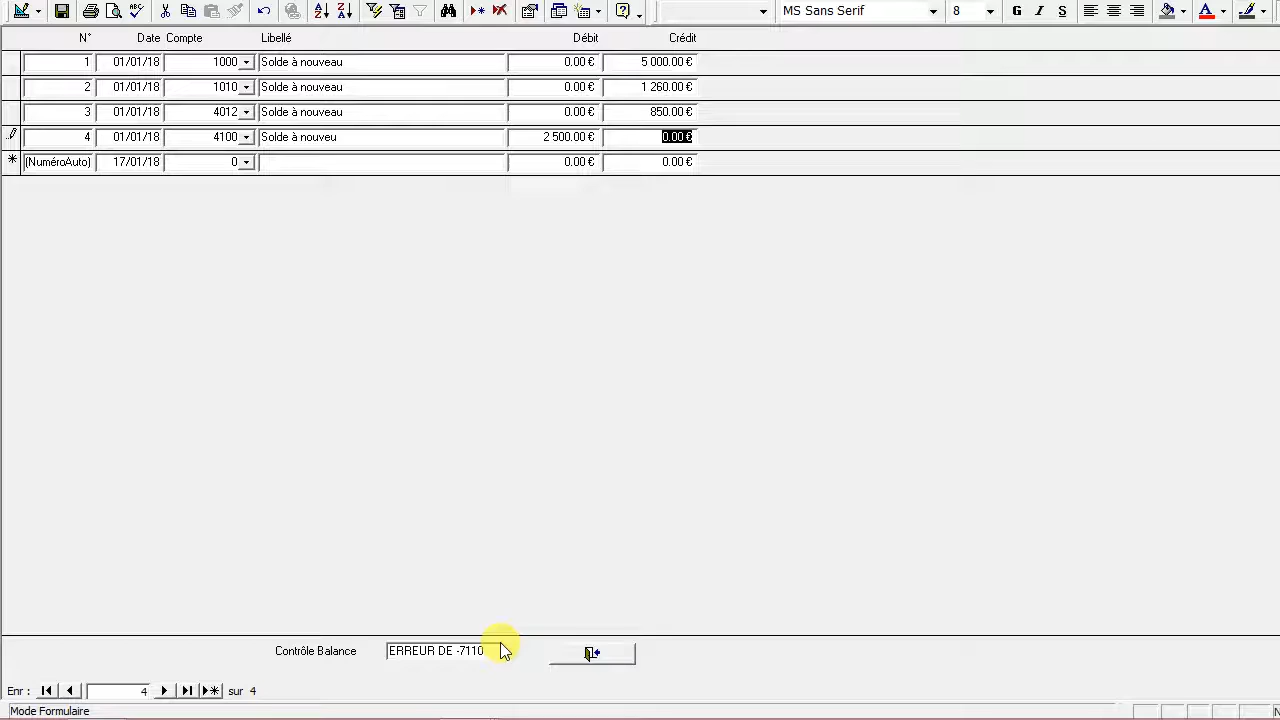 MS Sans Serif 8 G I S
N° Date Compte Libellé Débit Crédit
1 01/01/18 1000 Solde à nouveau 0.00 € 5 000.00 €
2 01/01/18 1010 Solde à nouveau 0.00 € 1 260.00 €
3 01/01/18 4012 Solde à nouveau 0.00 € 850.00 €
4 01/01/18 4100 Solde à nouveu 2 500.00 € 0.00 €
(NuméroAuto) 17/01/18 0 0.00 € 0.00 €
Contrôle Balance ERREUR DE -7110
Enr : 4 sur 4
Mode Formulaire N